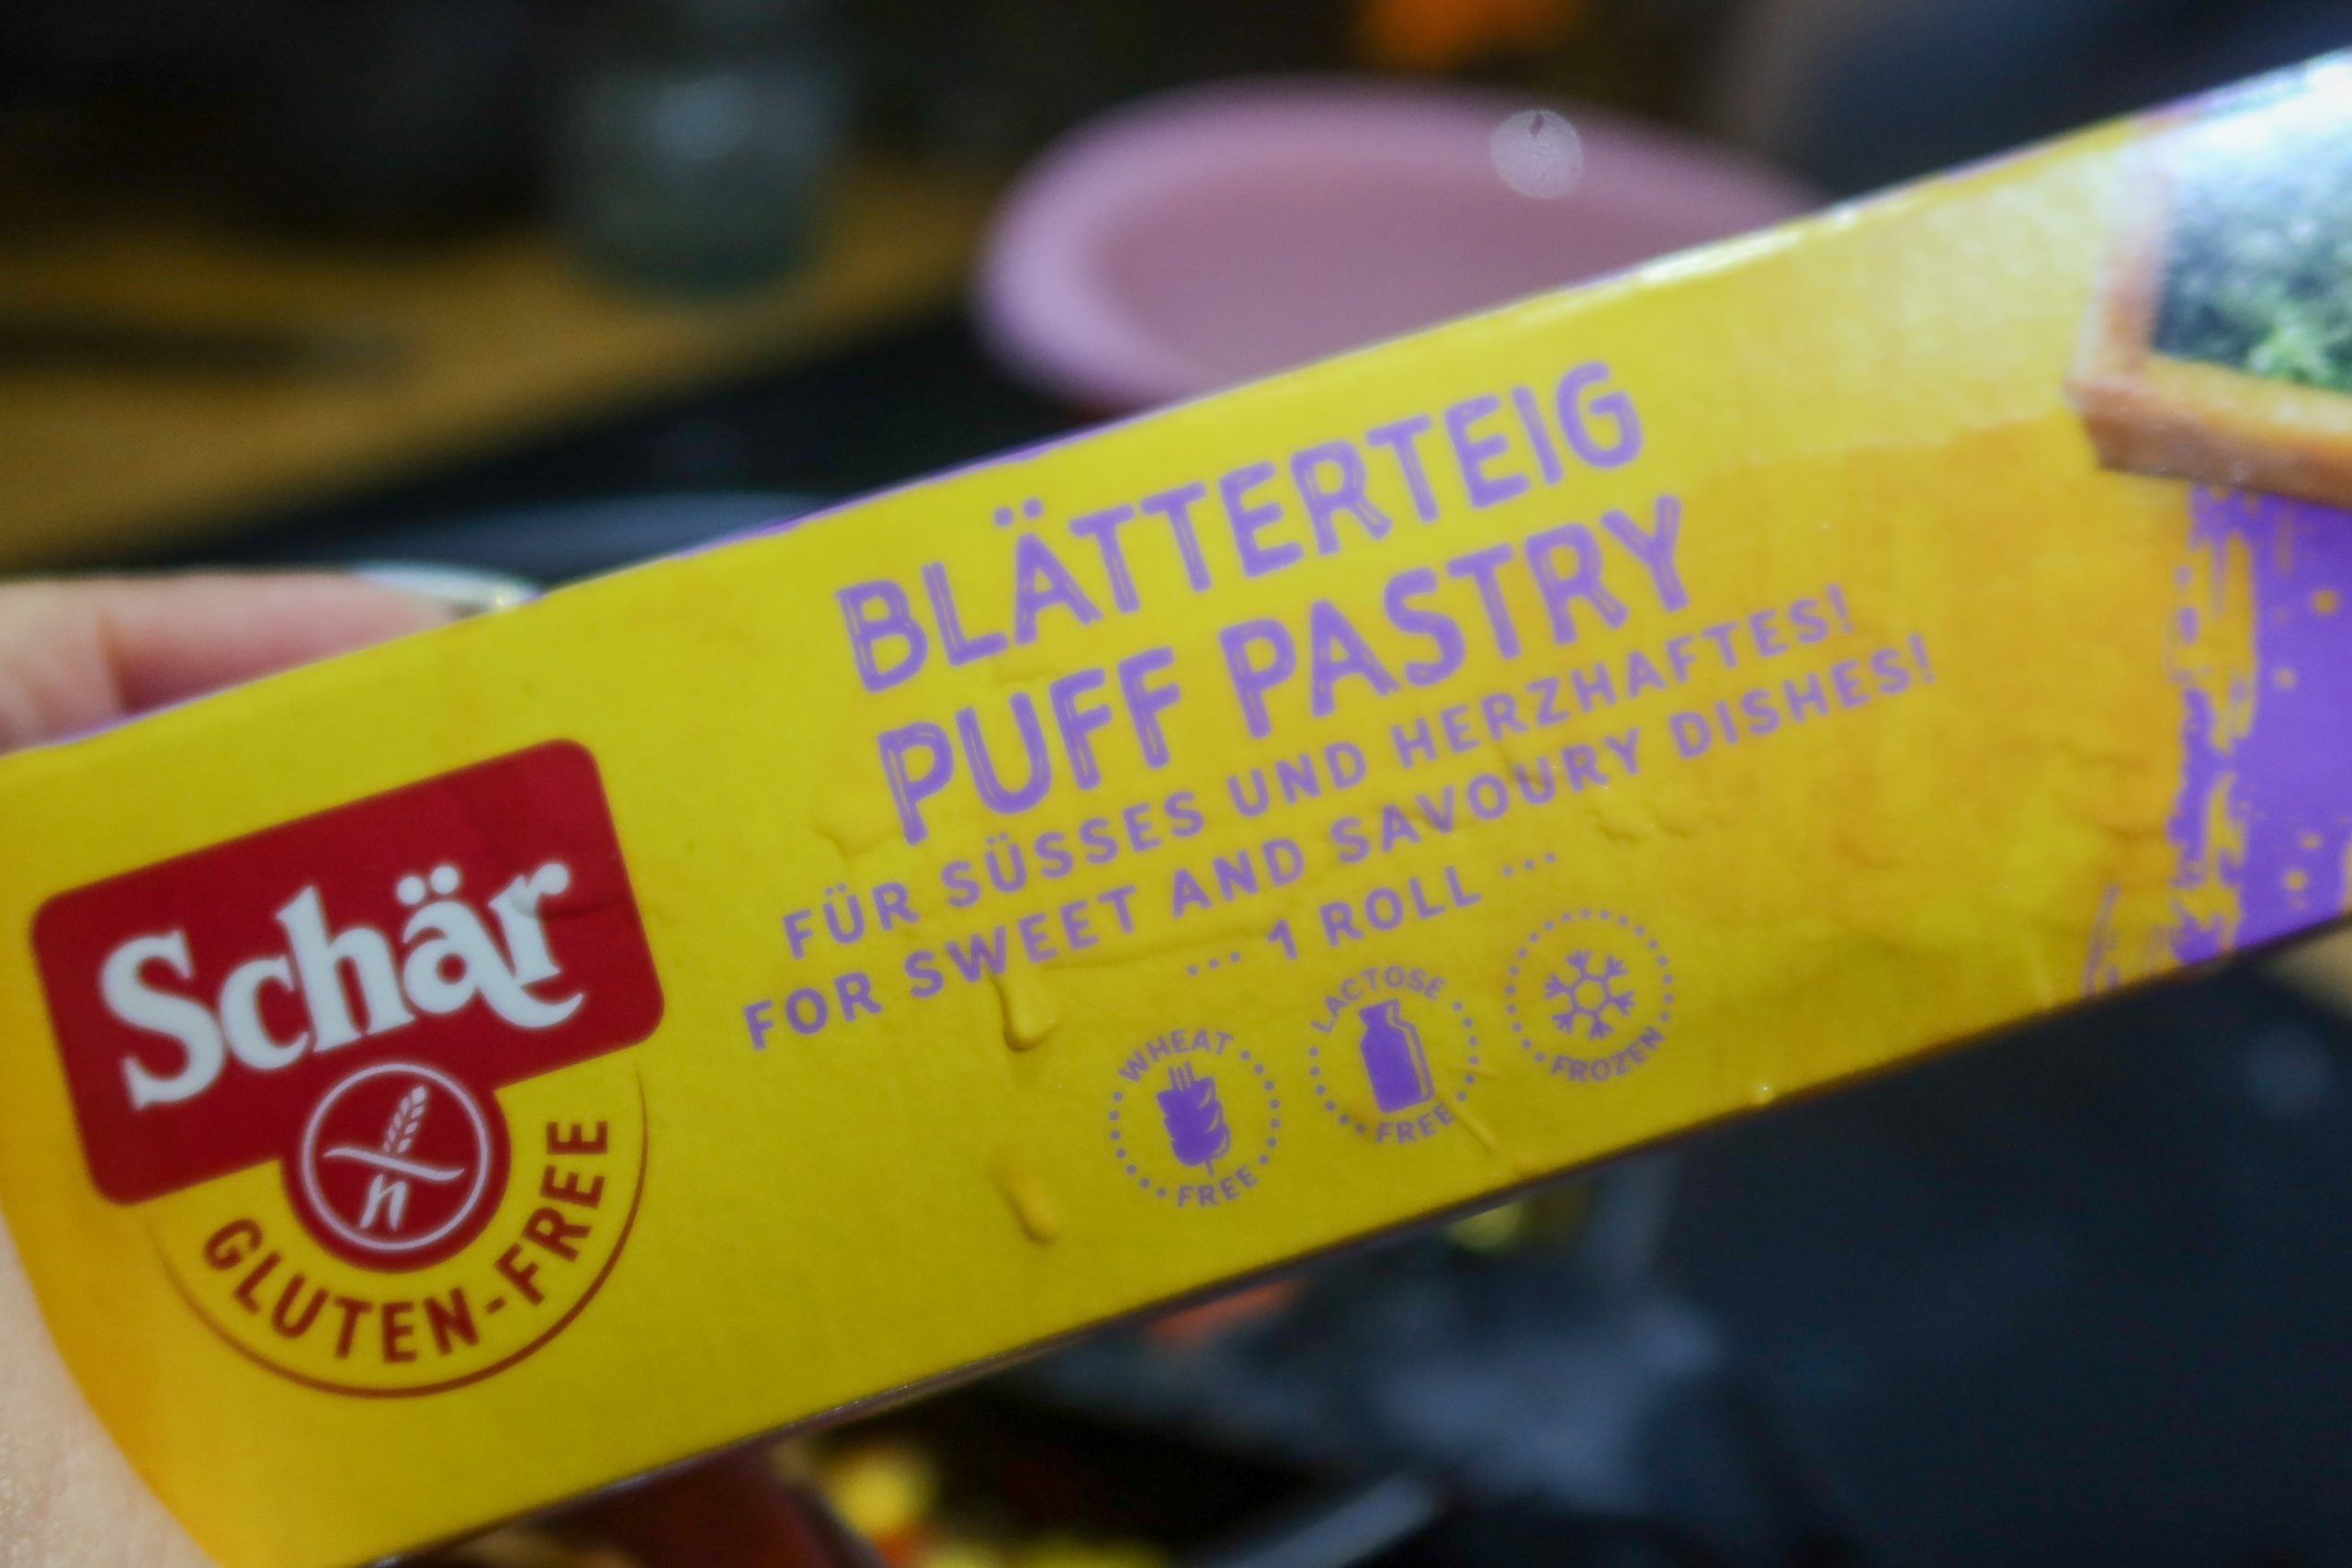 BLÄTTERTEIG
PUFF PASTRY
FÜR SÜSSES UND HERZHAFTES!
FOR SWEET AND SAVOURY DISHES!
... 1 ROLL ...
Schär
GLUTEN-FREE
WHEAT
FREE
LACTOSE
FREE
FROZEN